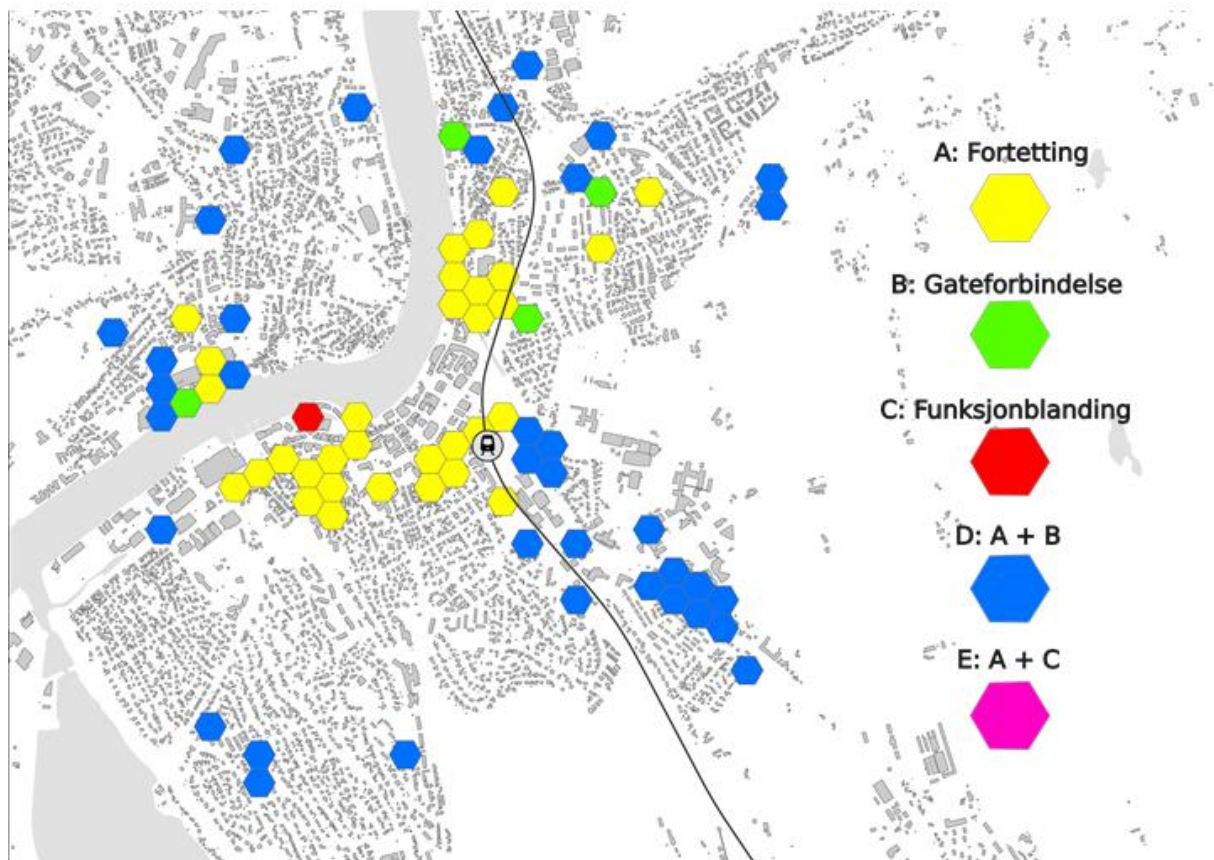 A: Fortetting
B: Gateforbindelse
C: Funksjonblanding
D: A + B
E: A + C